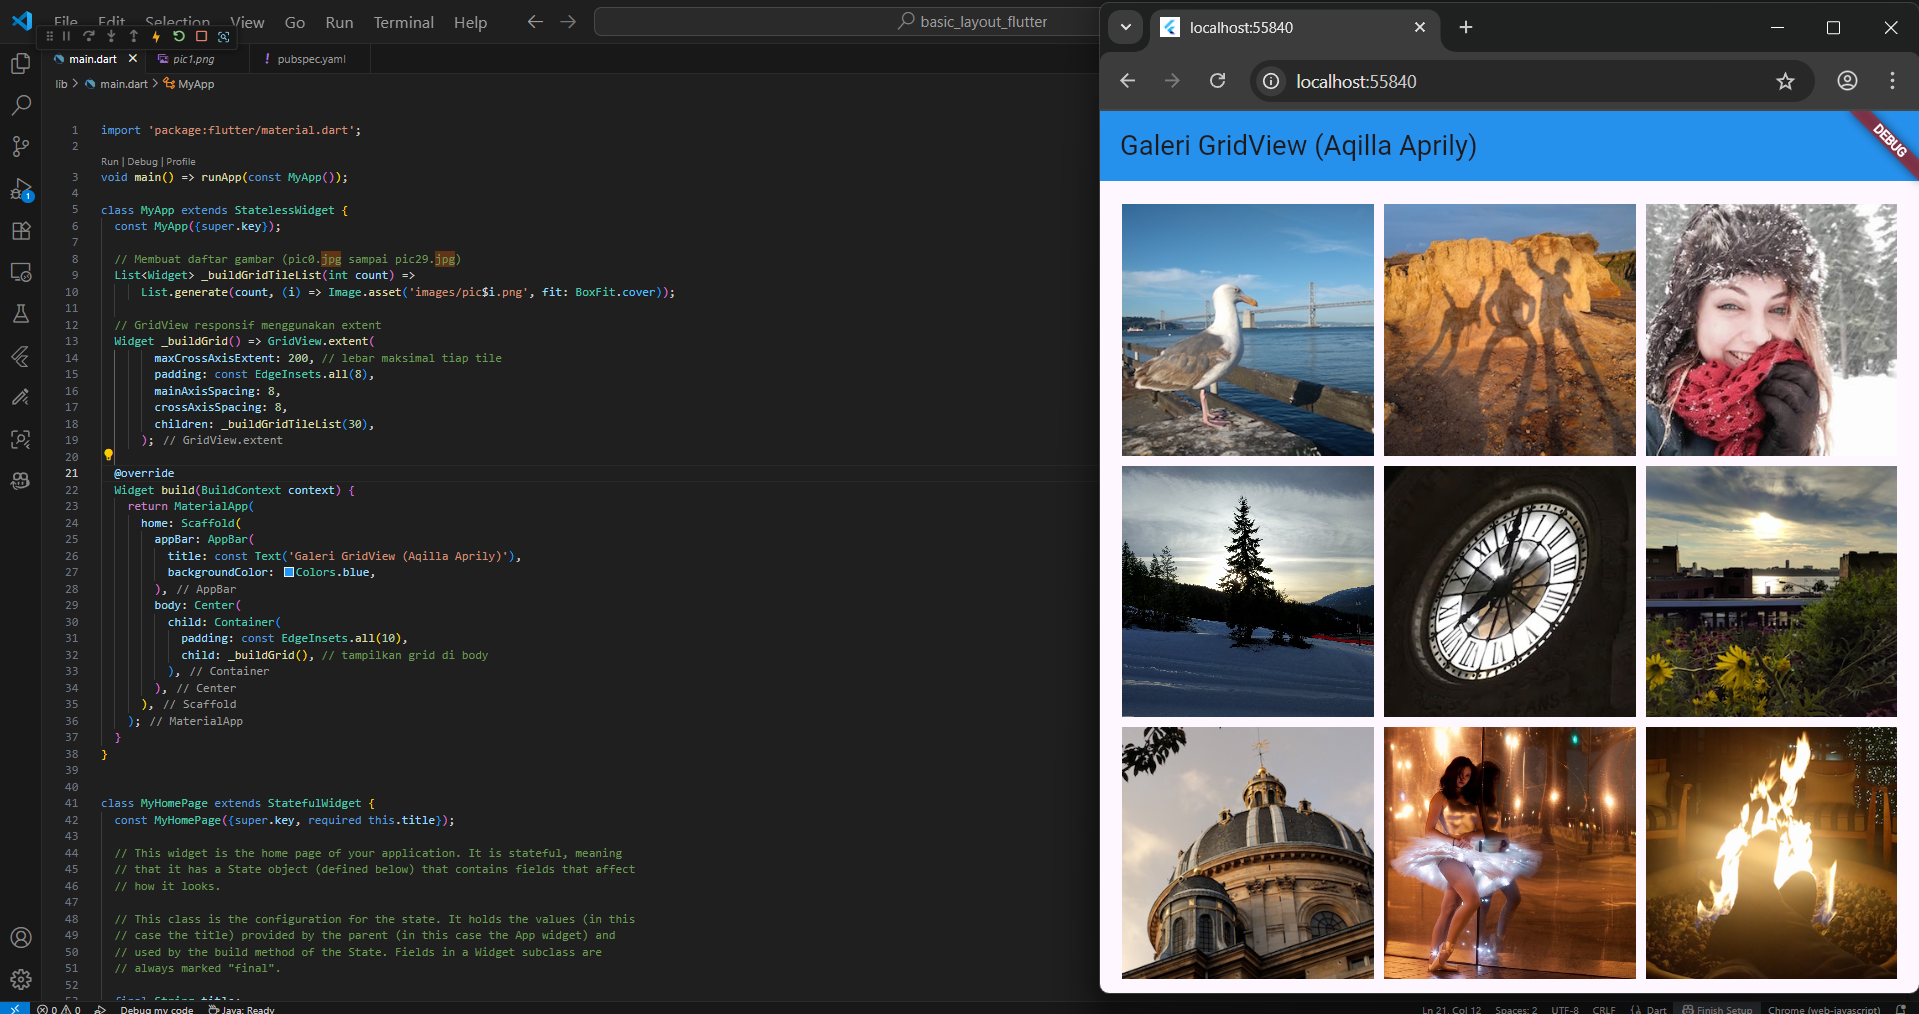 File Edit Selection View Go Run Terminal Help
basic_layout_flutter
main.dart
pic1.png
pubspec.yaml
lib > main.dart > MyApp
1 import 'package:flutter/material.dart';
2
Run | Debug | Profile
3 void main() => runApp(const MyApp());
4
5 class MyApp extends StatelessWidget {
6 const MyApp({super.key});
7
8 // Membuat daftar gambar (pic0.jpg sampai pic29.jpg)
9 List<Widget> _buildGridTileList(int count) =>
10 List.generate(count, (i) => Image.asset('images/pic$i.png', fit: BoxFit.cover));
11
12 // GridView responsif menggunakan extent
13 Widget _buildGrid() => GridView.extent(
14 maxCrossAxisExtent: 200, // lebar maksimal tiap tile
15 padding: const EdgeInsets.all(8),
16 mainAxisSpacing: 8,
17 crossAxisSpacing: 8,
18 children: _buildGridTileList(30),
19 ); // GridView.extent
20
21 @override
22 Widget build(BuildContext context) {
23 return MaterialApp(
24 home: Scaffold(
25 appBar: AppBar(
26 title: const Text('Galeri GridView (Aqilla Aprily)'),
27 backgroundColor: Colors.blue,
28 ), // AppBar
29 body: Center(
30 child: Container(
31 padding: const EdgeInsets.all(10),
32 child: _buildGrid(), // tampilkan grid di body
33 ), // Container
34 ), // Center
35 ), // Scaffold
36 ); // MaterialApp
37 }
38 }
39
40
41 class MyHomePage extends StatefulWidget {
42 const MyHomePage({super.key, required this.title});
43
44 // This widget is the home page of your application. It is stateful, meaning
45 // that it has a State object (defined below) that contains fields that affect
46 // how it looks.
47
48 // This class is the configuration for the state. It holds the values (in this
49 // case the title) provided by the parent (in this case the App widget) and
50 // used by the build method of the State. Fields in a Widget subclass are
51 // always marked "final".
52
53 final String title;
0 0 Debug my code Java: Ready
Ln 21, Col 12 Spaces: 2 UTF-8 CRLF {} Dart Finish Setup Chrome (web-javascript)
1
localhost:55840
localhost:55840
Galeri GridView (Aqilla Aprily)
DEBUG